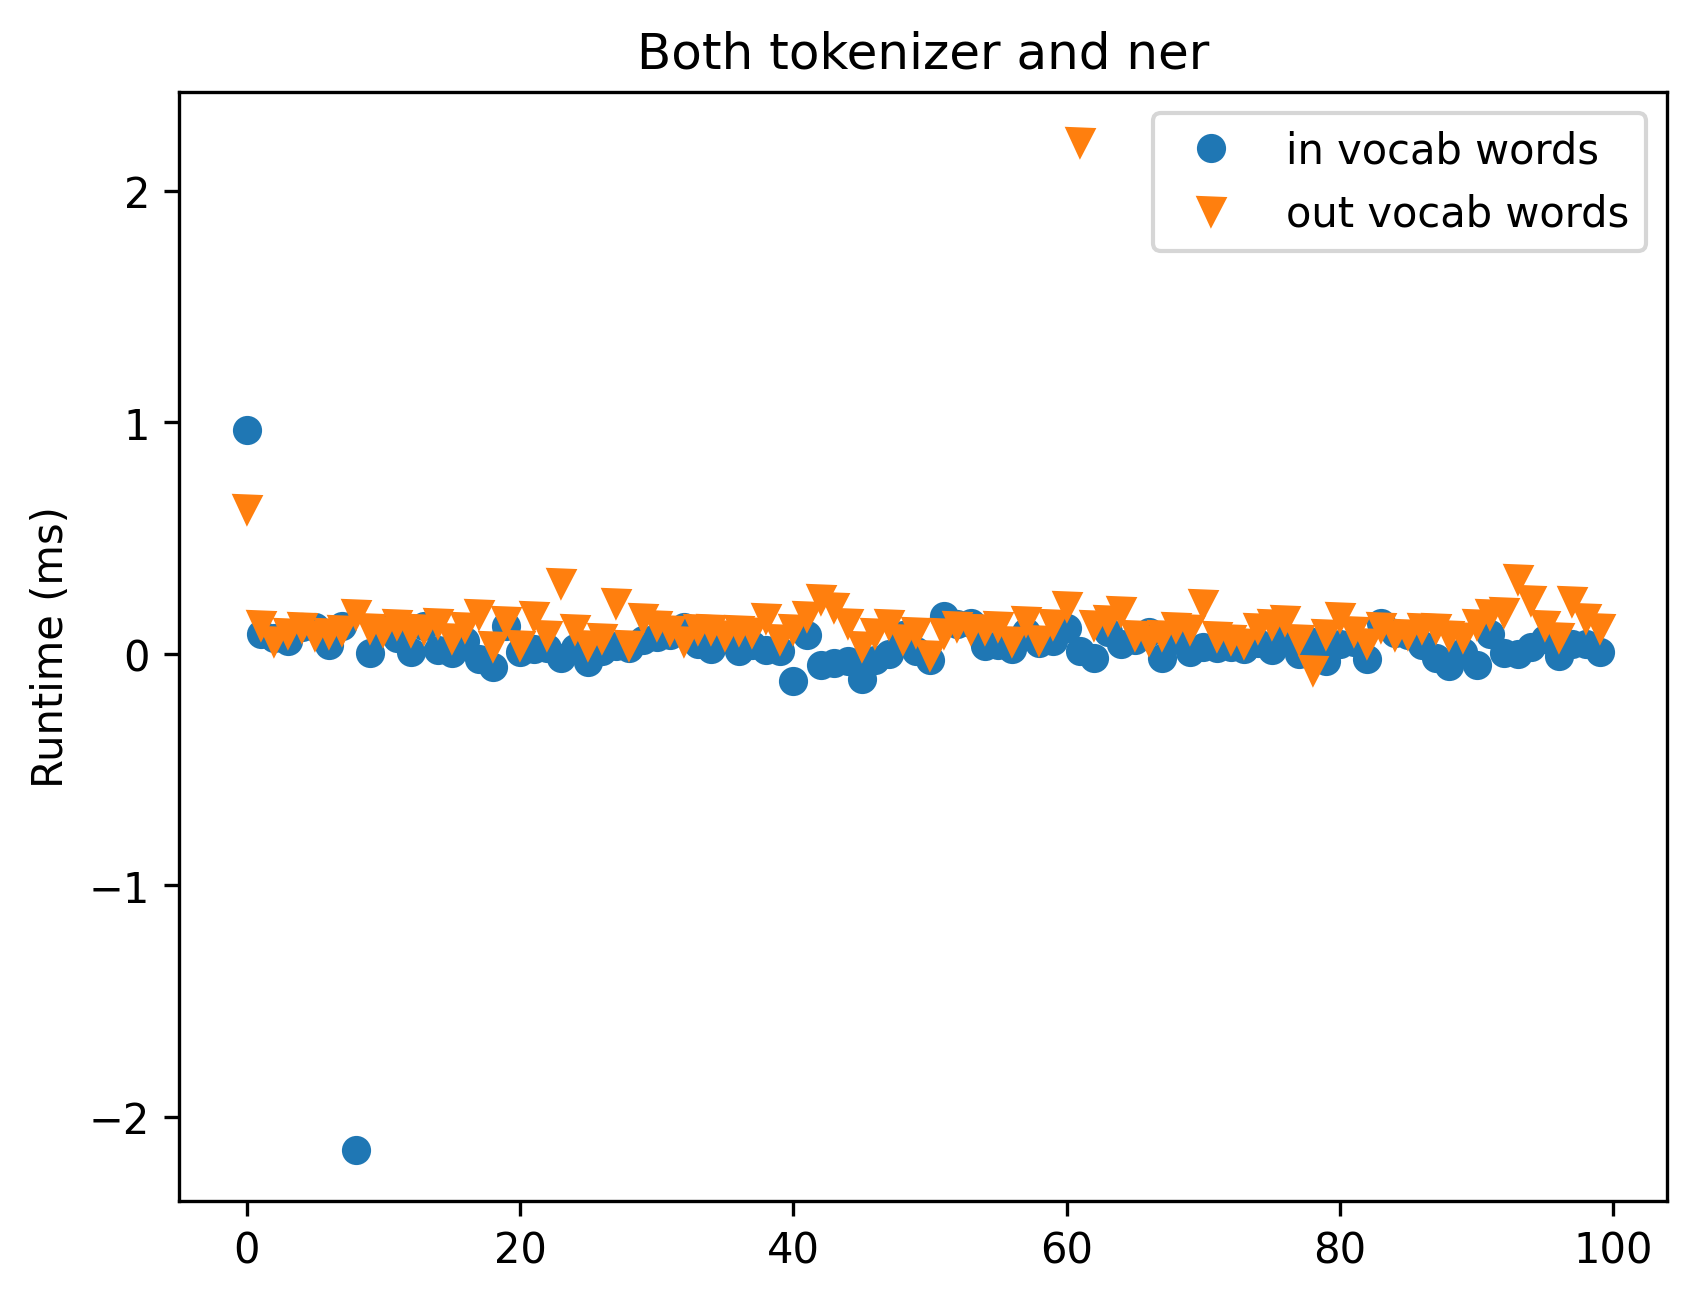 Both tokenizer and ner
in vocab words
out vocab words
Runtime (ms)
2
1
0
−1
−2
0 20 40 60 80 100